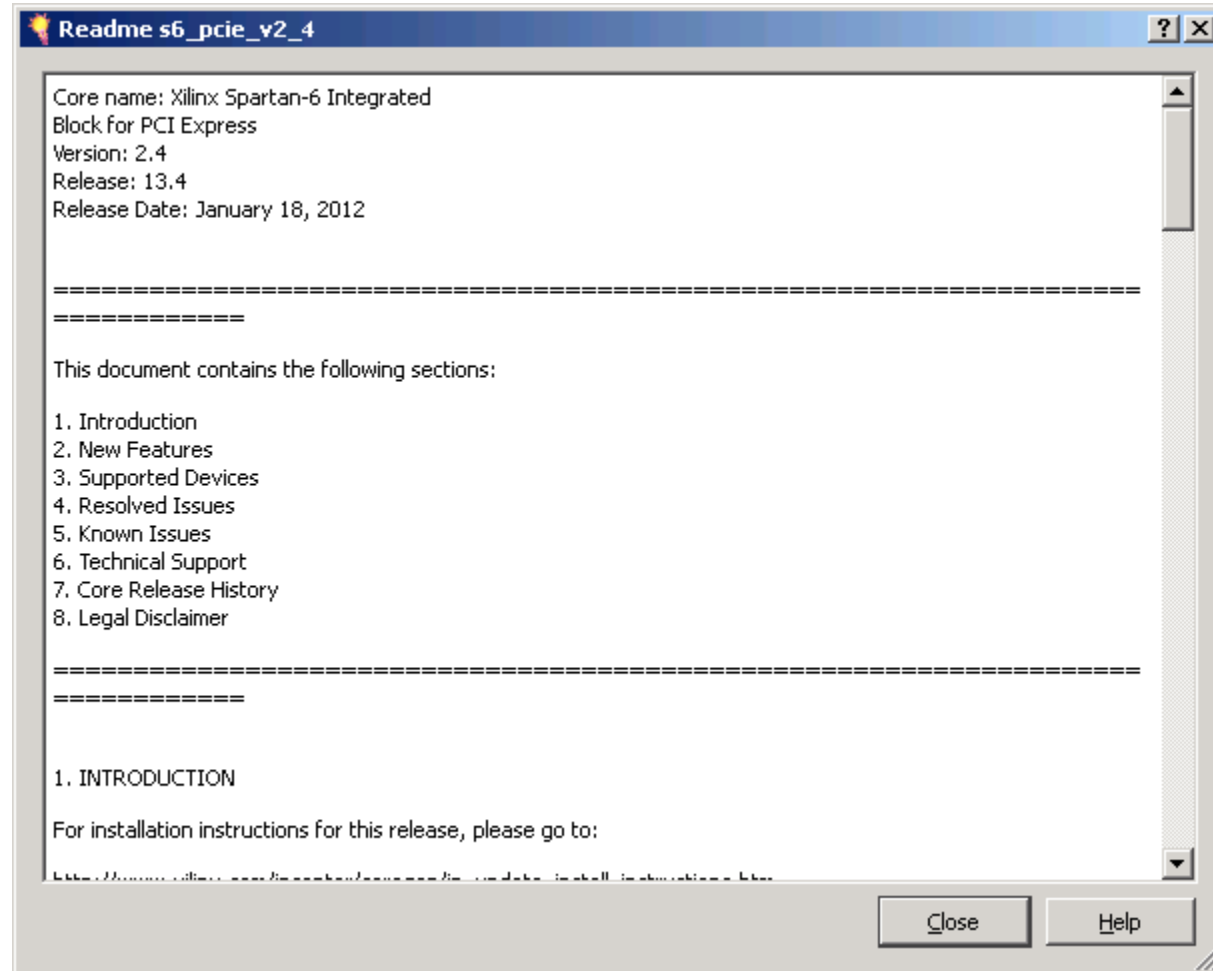 Readme s6_pcie_v2_4
Core name: Xilinx Spartan-6 Integrated
Block for PCI Express
Version: 2.4
Release: 13.4
Release Date: January 18, 2012
====================================================================
============
This document contains the following sections:
1. Introduction
2. New Features
3. Supported Devices
4. Resolved Issues
5. Known Issues
6. Technical Support
7. Core Release History
8. Legal Disclaimer
====================================================================
============
1. INTRODUCTION
For installation instructions for this release, please go to:
Close
Help